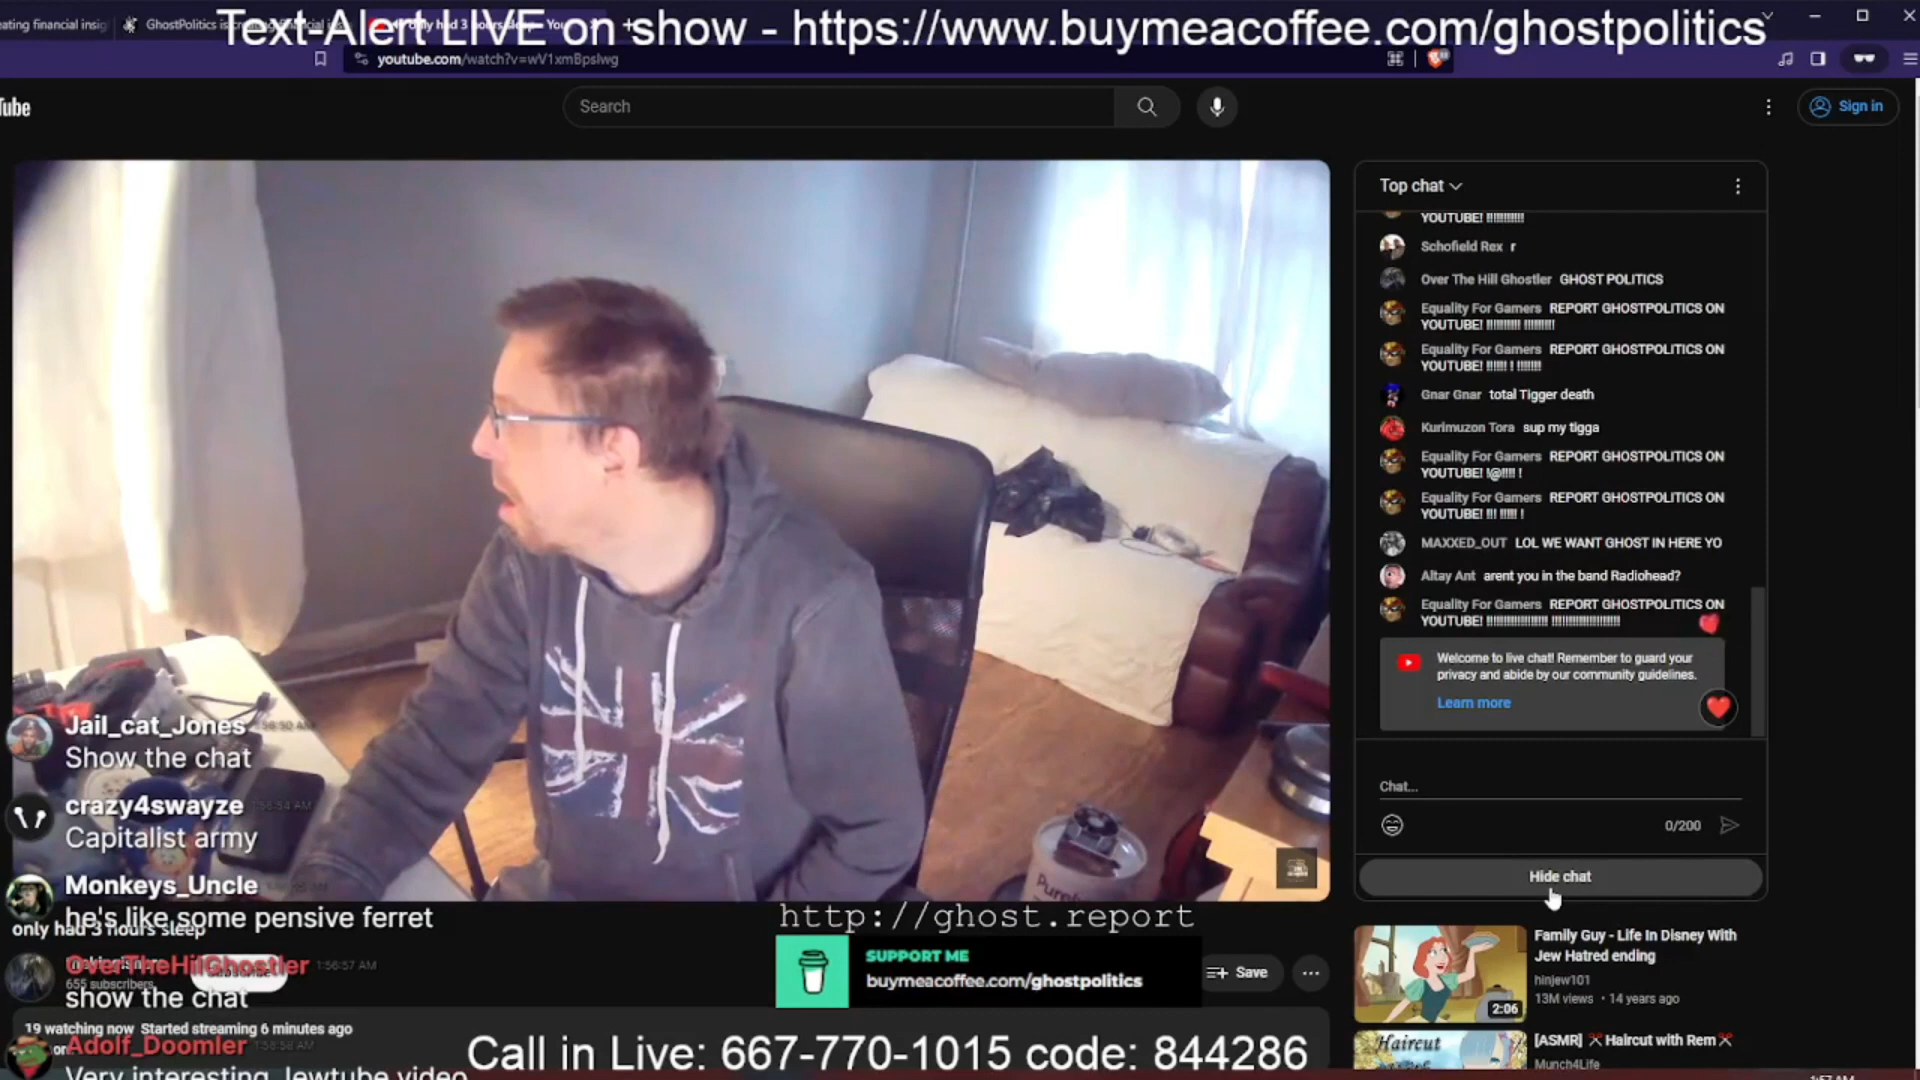 Text-Alert LIVE on show - https://www.buymeacoffee.com/ghostpolitics
youtube.com/watch?v=wV1xmBpsIwg
Tube
Search
Sign in
Top chat
YOUTUBE! !!!!!!!!!!!!
Schofield Rex r
Over The Hill Ghostler GHOST POLITICS
Equality For Gamers REPORT GHOSTPOLITICS ON
YOUTUBE! !!!!!!!!!!! !!!!!!!!!!
Equality For Gamers REPORT GHOSTPOLITICS ON
YOUTUBE! !!!!!! ! !!!!!!!
Gnar Gnar total Tigger death
Kurimuzon Tora sup my tigga
Equality For Gamers REPORT GHOSTPOLITICS ON
YOUTUBE! !@!!!!! !
Equality For Gamers REPORT GHOSTPOLITICS ON
YOUTUBE! !!! !!!!! !
MAXXED_OUT LOL WE WANT GHOST IN HERE YO
Altay Ant arent you in the band Radiohead?
Equality For Gamers REPORT GHOSTPOLITICS ON
YOUTUBE! !!!!!!!!!!!!!!!!!!! !!!!!!!!!!!!!!!!!!!!!
Welcome to live chat! Remember to guard your
privacy and abide by our community guidelines.
Learn more
Chat...
0/200
Hide chat
Jail_cat_Jones
Show the chat
crazy4swayze
Capitalist army
Monkeys_Uncle
he's like some pensive ferret
only had 3 hours sleep
OverTheHillGhostler 1:56:57 AM
655 subscribers
show the chat
19 watching now Started streaming 6 minutes ago
Adolf_Doomler
Very interesting Jewtube video
http://ghost.report
SUPPORT ME
buymeacoffee.com/ghostpolitics
Save
Call in Live: 667-770-1015 code: 844286
Family Guy - Life In Disney With
Jew Hatred ending
hinjew101
13M views • 14 years ago
2:06
Haircut
[ASMR] Haircut with Rem
Munch4Life